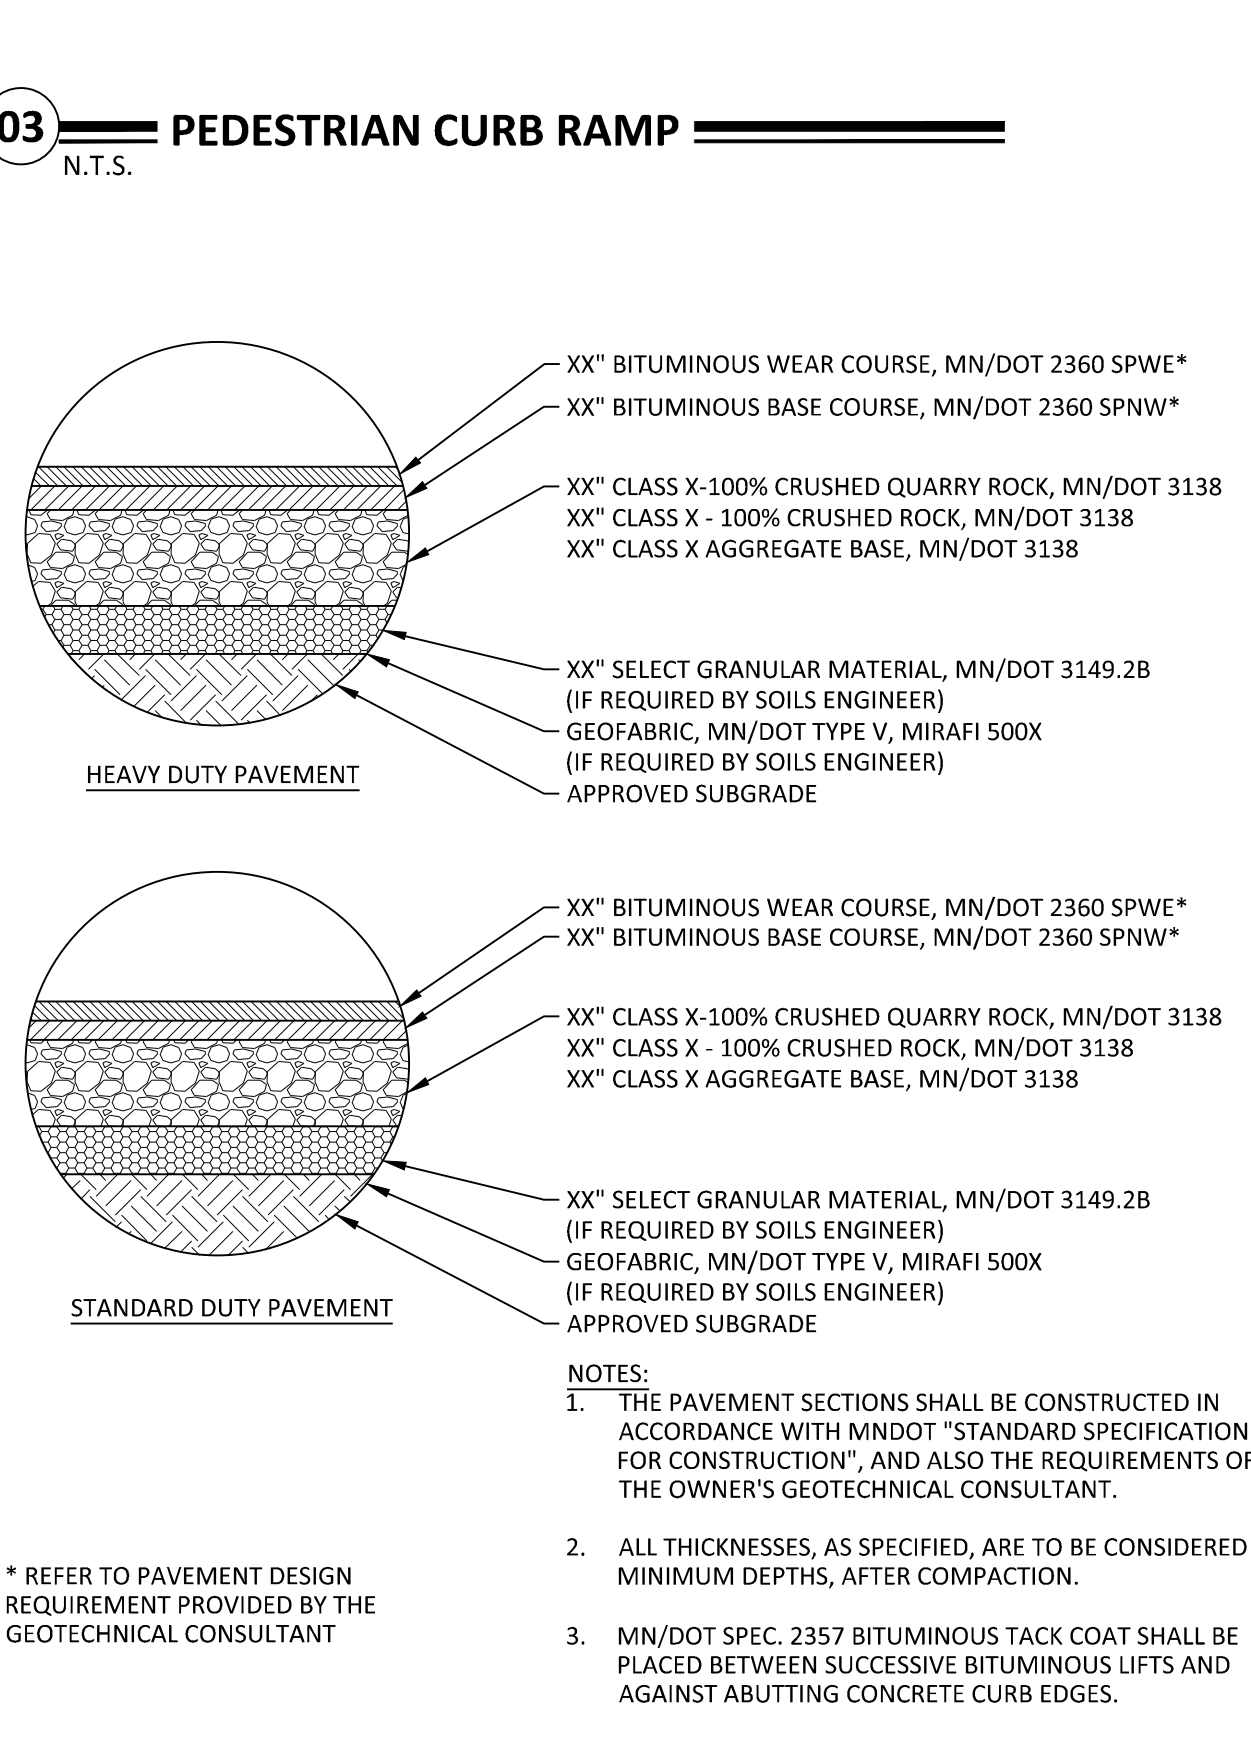 03
PEDESTRIAN CURB RAMP
N.T.S.
XX" BITUMINOUS WEAR COURSE, MN/DOT 2360 SPWE*
XX" BITUMINOUS BASE COURSE, MN/DOT 2360 SPNW*
XX" CLASS X-100% CRUSHED QUARRY ROCK, MN/DOT 3138
XX" CLASS X - 100% CRUSHED ROCK, MN/DOT 3138
XX" CLASS X AGGREGATE BASE, MN/DOT 3138
XX" SELECT GRANULAR MATERIAL, MN/DOT 3149.2B
(IF REQUIRED BY SOILS ENGINEER)
GEOFABRIC, MN/DOT TYPE V, MIRAFI 500X
(IF REQUIRED BY SOILS ENGINEER)
APPROVED SUBGRADE
HEAVY DUTY PAVEMENT
XX" BITUMINOUS WEAR COURSE, MN/DOT 2360 SPWE*
XX" BITUMINOUS BASE COURSE, MN/DOT 2360 SPNW*
XX" CLASS X-100% CRUSHED QUARRY ROCK, MN/DOT 3138
XX" CLASS X - 100% CRUSHED ROCK, MN/DOT 3138
XX" CLASS X AGGREGATE BASE, MN/DOT 3138
XX" SELECT GRANULAR MATERIAL, MN/DOT 3149.2B
(IF REQUIRED BY SOILS ENGINEER)
GEOFABRIC, MN/DOT TYPE V, MIRAFI 500X
(IF REQUIRED BY SOILS ENGINEER)
APPROVED SUBGRADE
STANDARD DUTY PAVEMENT
NOTES:
1. THE PAVEMENT SECTIONS SHALL BE CONSTRUCTED IN
ACCORDANCE WITH MNDOT "STANDARD SPECIFICATION
FOR CONSTRUCTION", AND ALSO THE REQUIREMENTS OF
THE OWNER'S GEOTECHNICAL CONSULTANT.
2. ALL THICKNESSES, AS SPECIFIED, ARE TO BE CONSIDERED
MINIMUM DEPTHS, AFTER COMPACTION.
3. MN/DOT SPEC. 2357 BITUMINOUS TACK COAT SHALL BE
PLACED BETWEEN SUCCESSIVE BITUMINOUS LIFTS AND
AGAINST ABUTTING CONCRETE CURB EDGES.
* REFER TO PAVEMENT DESIGN
REQUIREMENT PROVIDED BY THE
GEOTECHNICAL CONSULTANT